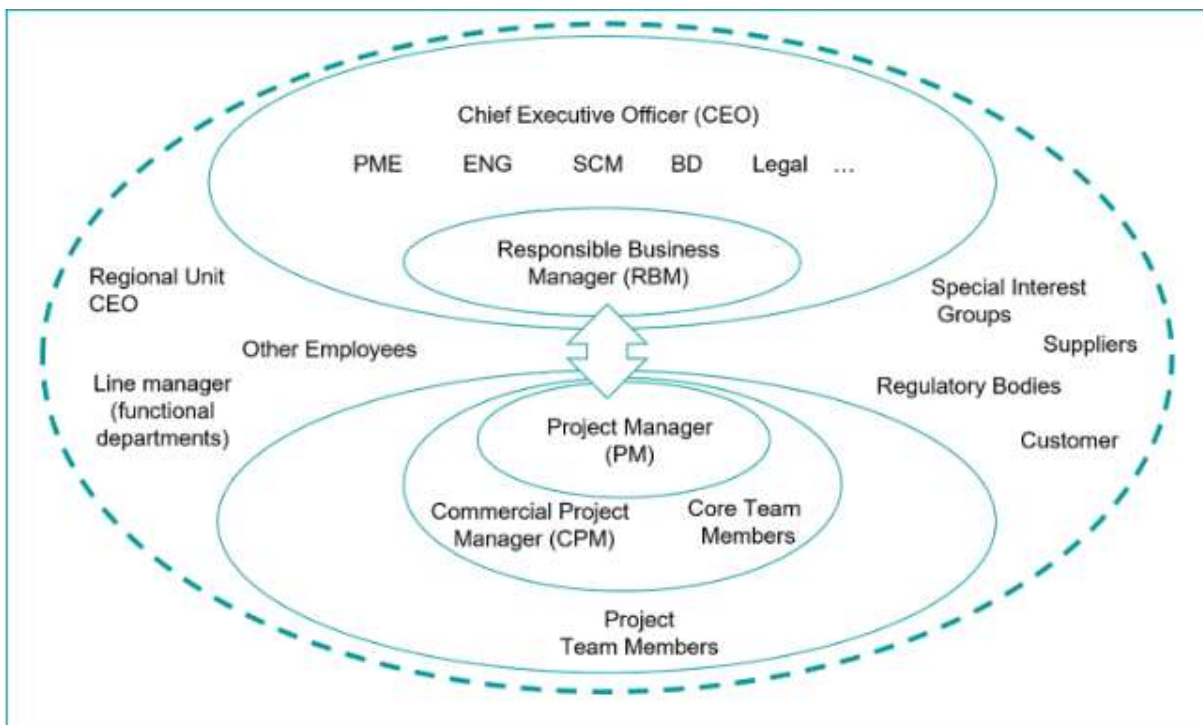 Chief Executive Officer (CEO)
PME ENG SCM BD Legal ...
Responsible Business
Manager (RBM)
Regional Unit
CEO
Special Interest
Groups
Other Employees
Suppliers
Line manager
(functional
departments)
Regulatory Bodies
Customer
Project Manager
(PM)
Commercial Project
Manager (CPM)
Core Team
Members
Project
Team Members